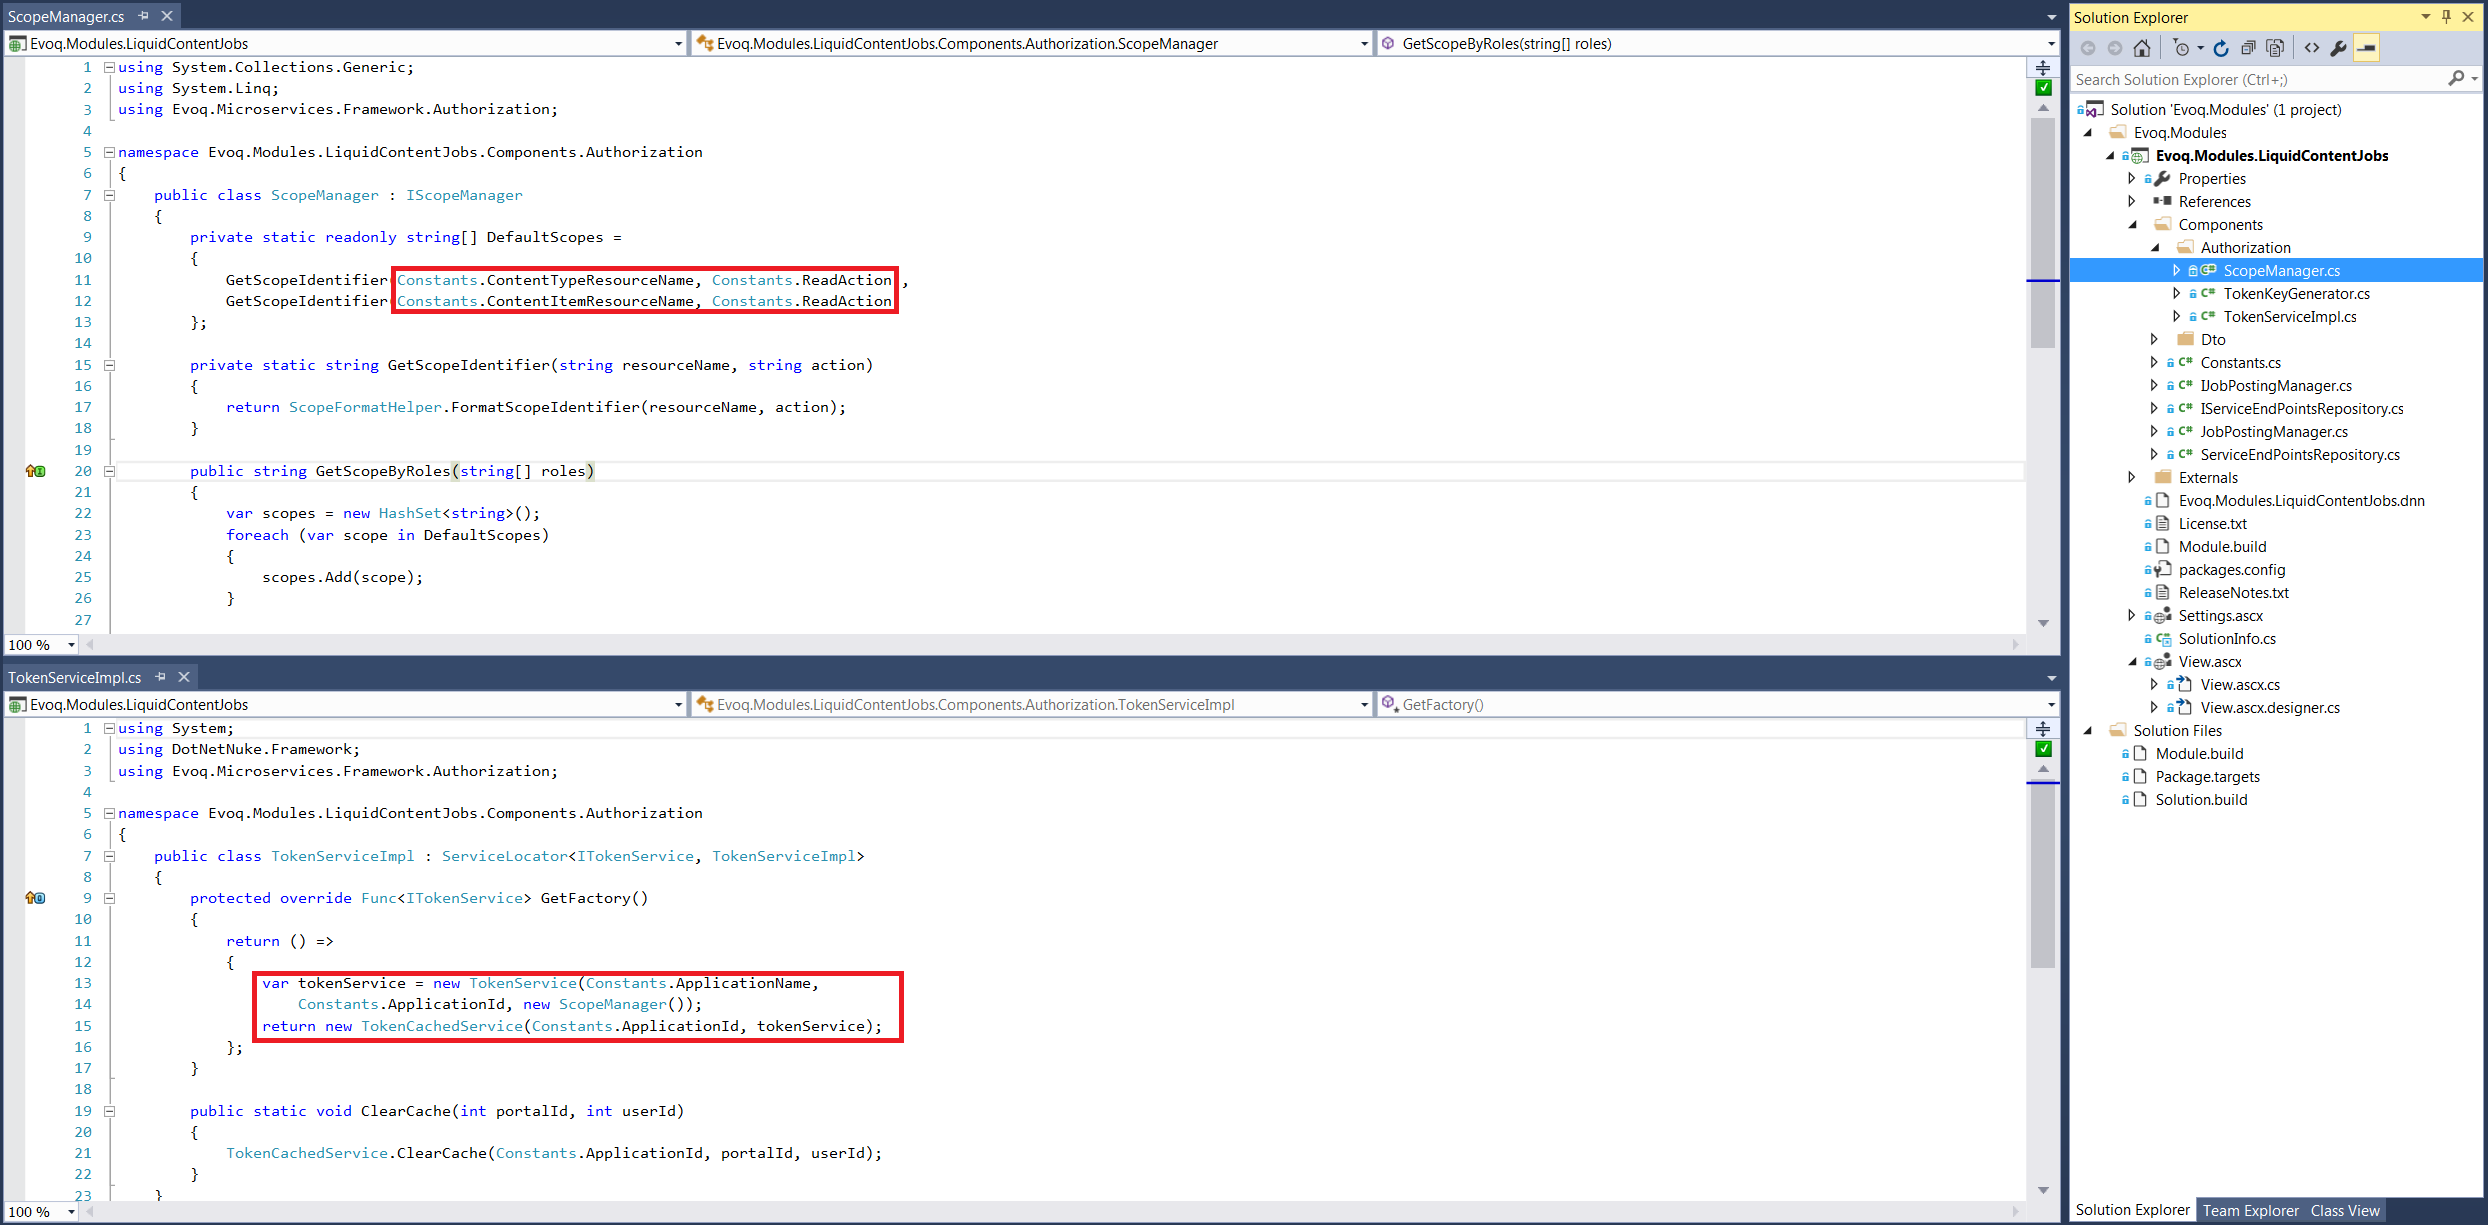 ScopeManager.cs
Evoq.Modules.LiquidContentJobs
Evoq.Modules.LiquidContentJobs.Components.Authorization.ScopeManager
GetScopeByRoles(string[] roles)
1 using System.Collections.Generic;
2 using System.Linq;
3 using Evoq.Microservices.Framework.Authorization;
4
5 namespace Evoq.Modules.LiquidContentJobs.Components.Authorization
6 {
7 public class ScopeManager : IScopeManager
8 {
9 private static readonly string[] DefaultScopes =
10 {
11 GetScopeIdentifier(Constants.ContentTypeResourceName, Constants.ReadAction ,
12 GetScopeIdentifier(Constants.ContentItemResourceName, Constants.ReadAction
13 };
14
15 private static string GetScopeIdentifier(string resourceName, string action)
16 {
17 return ScopeFormatHelper.FormatScopeIdentifier(resourceName, action);
18 }
19
20 public string GetScopeByRoles(string[] roles)
21 {
22 var scopes = new HashSet<string>();
23 foreach (var scope in DefaultScopes)
24 {
25 scopes.Add(scope);
26 }
27
100 %
TokenServiceImpl.cs
Evoq.Modules.LiquidContentJobs
Evoq.Modules.LiquidContentJobs.Components.Authorization.TokenServiceImpl
GetFactory()
1 using System;
2 using DotNetNuke.Framework;
3 using Evoq.Microservices.Framework.Authorization;
4
5 namespace Evoq.Modules.LiquidContentJobs.Components.Authorization
6 {
7 public class TokenServiceImpl : ServiceLocator<ITokenService, TokenServiceImpl>
8 {
9 protected override Func<ITokenService> GetFactory()
10 {
11 return () =>
12 {
13 var tokenService = new TokenService(Constants.ApplicationName,
14 Constants.ApplicationId, new ScopeManager());
15 return new TokenCachedService(Constants.ApplicationId, tokenService);
16 };
17 }
18
19 public static void ClearCache(int portalId, int userId)
20 {
21 TokenCachedService.ClearCache(Constants.ApplicationId, portalId, userId);
22 }
23 }
100 %
Solution Explorer
Search Solution Explorer (Ctrl+;)
Solution 'Evoq.Modules' (1 project)
Evoq.Modules
Evoq.Modules.LiquidContentJobs
Properties
References
Components
Authorization
ScopeManager.cs
TokenKeyGenerator.cs
TokenServiceImpl.cs
Dto
Constants.cs
IJobPostingManager.cs
IServiceEndPointsRepository.cs
JobPostingManager.cs
ServiceEndPointsRepository.cs
Externals
Evoq.Modules.LiquidContentJobs.dnn
License.txt
Module.build
packages.config
ReleaseNotes.txt
Settings.ascx
SolutionInfo.cs
View.ascx
View.ascx.cs
View.ascx.designer.cs
Solution Files
Module.build
Package.targets
Solution.build
Solution Explorer Team Explorer Class View